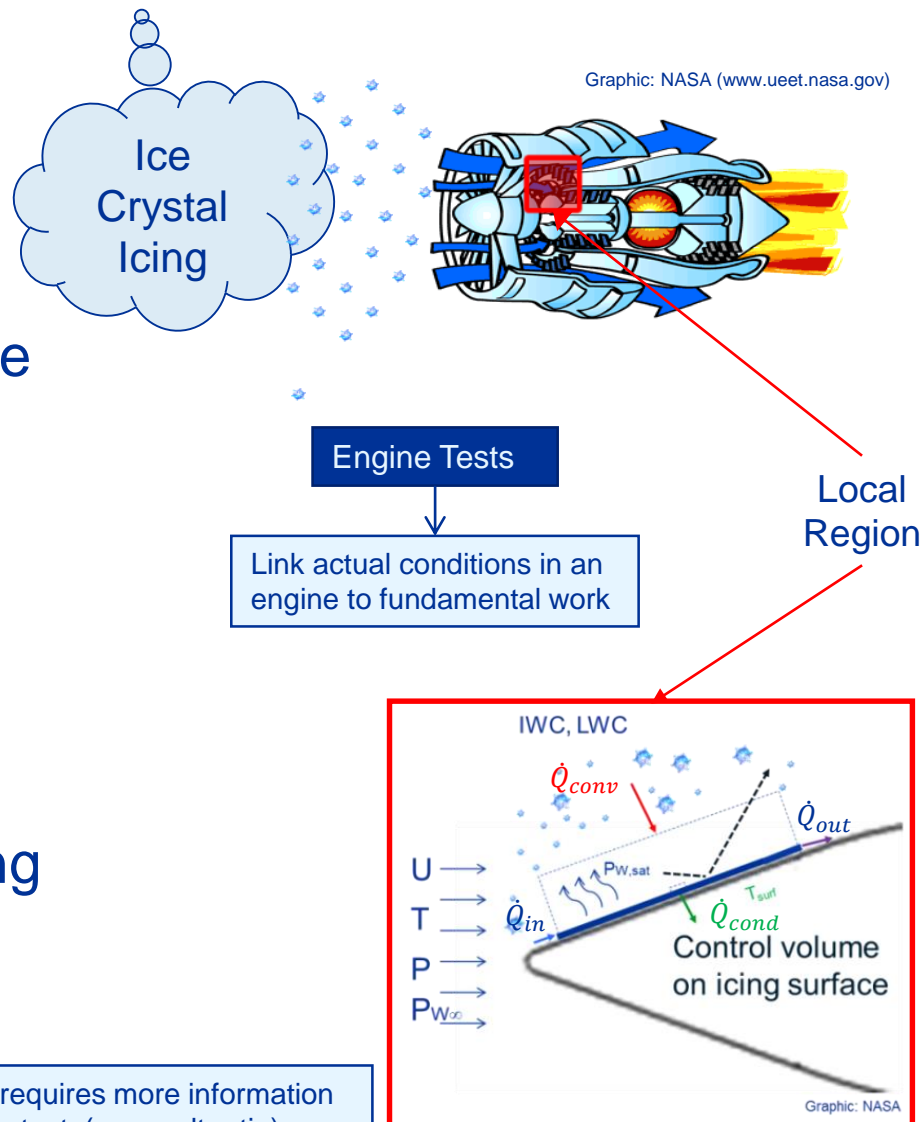 Graphic: NASA (www.ueet.nasa.gov)
Ice
Crystal
Icing
Engine Tests
Link actual conditions in an
engine to fundamental work
Local
Region
IWC, LWC
Q̇conv
Q̇out
U
PW,sat
Tsurf
T
Q̇in
Q̇cond
P
Control volume
on icing surface
PW∞
requires more information
Graphic: NASA